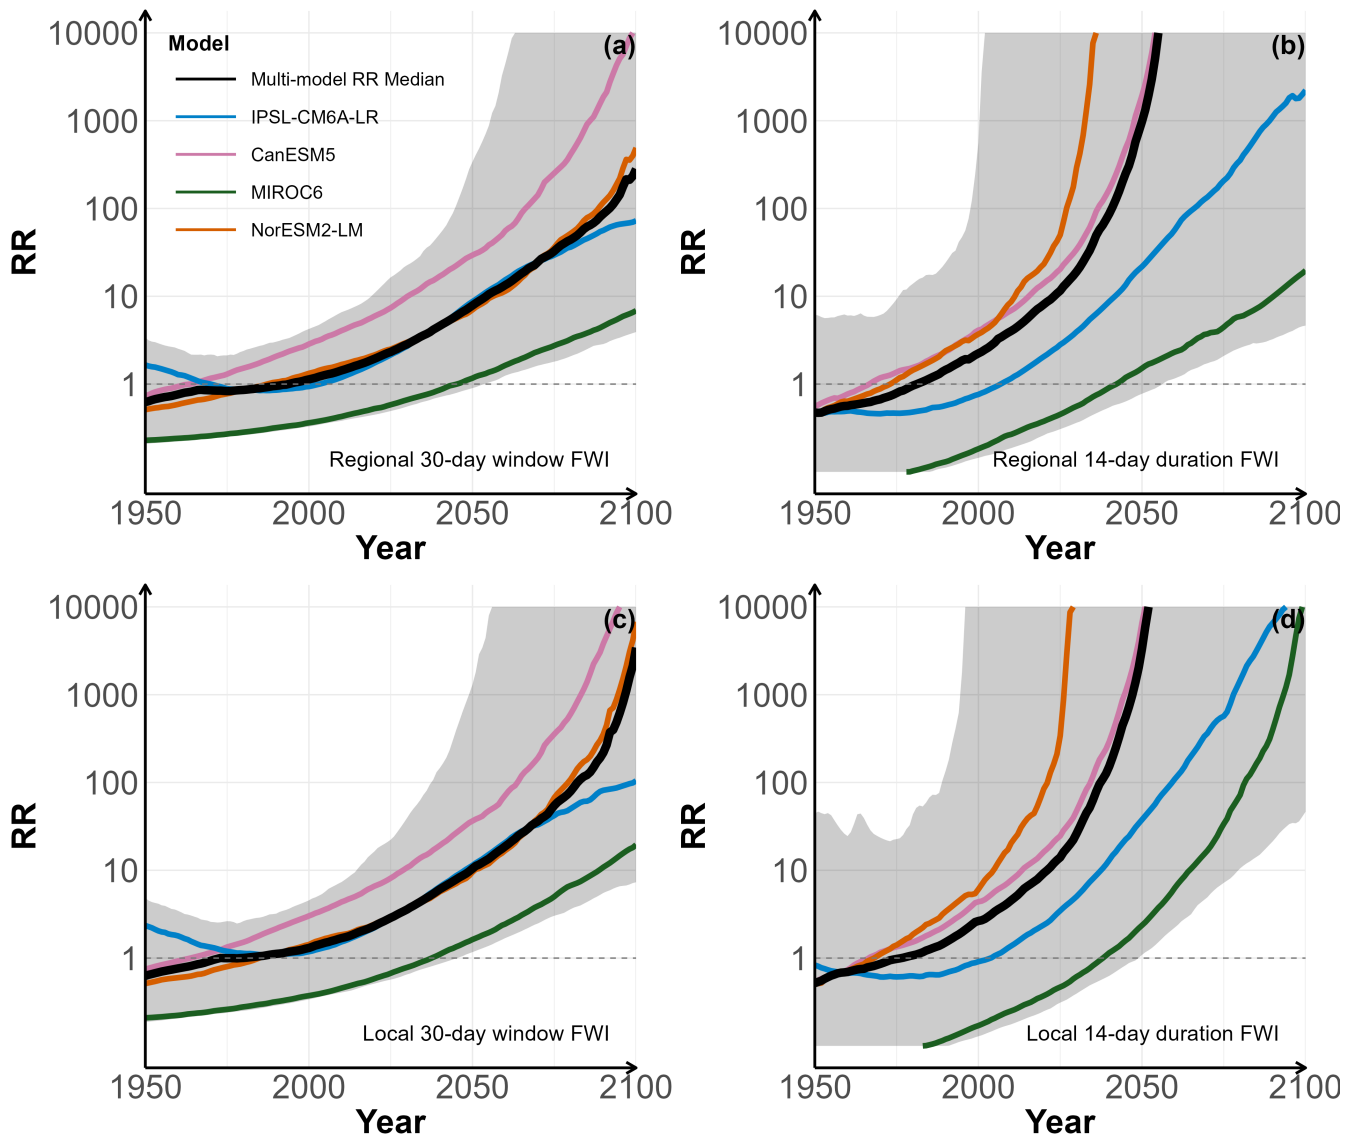 (a)
Model
Multi-model RR Median
IPSL-CM6A-LR
CanESM5
MIROC6
NorESM2-LM
10000
1000
100
10
1
RR
Regional 30-day window FWI
1950 2000 2050 2100
Year
(b)
10000
1000
100
10
1
RR
Regional 14-day duration FWI
1950 2000 2050 2100
Year
(c)
10000
1000
100
10
1
RR
Local 30-day window FWI
1950 2000 2050 2100
Year
(d)
10000
1000
100
10
1
RR
Local 14-day duration FWI
1950 2000 2050 2100
Year